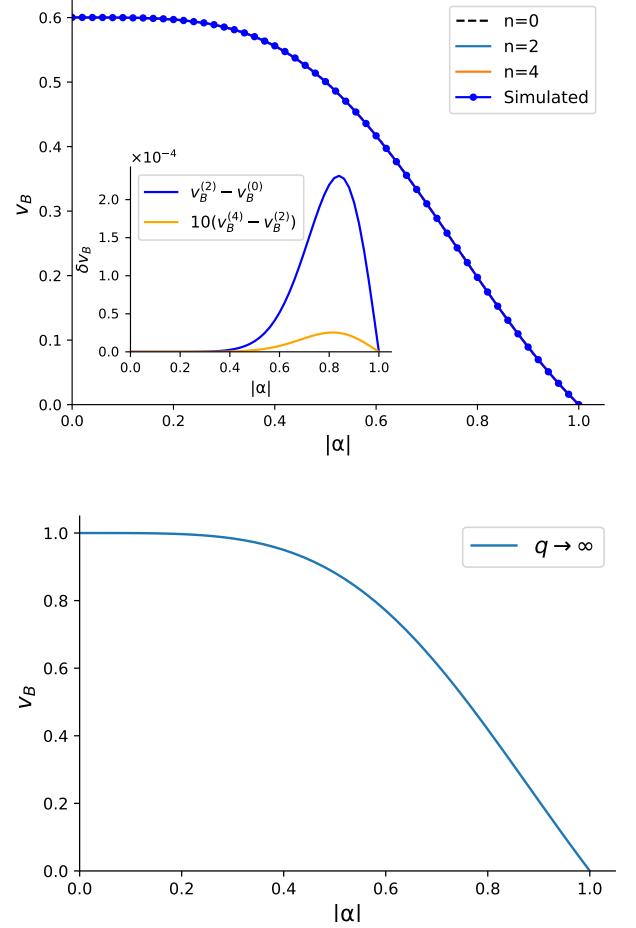 0.6
n=0
n=2
n=4
Simulated
0.5
0.4
0.3
0.2
0.1
0.0
v_B
×10⁻⁴
v_B^(2) − v_B^(0)
10(v_B^(4) − v_B^(2))
2.0
1.5
1.0
0.5
0.0
δv_B
0.0 0.2 0.4 0.6 0.8 1.0
|α|
0.0 0.2 0.4 0.6 0.8 1.0
|α|
q → ∞
1.0
0.8
0.6
0.4
0.2
0.0
v_B
0.0 0.2 0.4 0.6 0.8 1.0
|α|